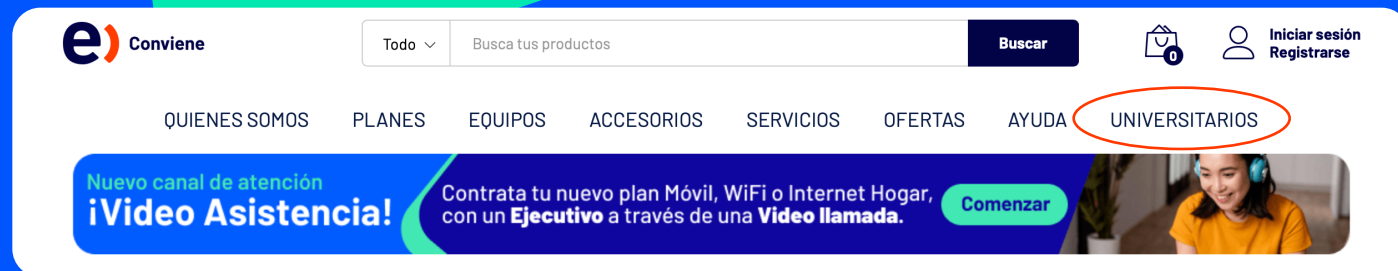 e) Conviene
Todo
Busca tus productos
Buscar
0
Iniciar sesión
Registrarse
QUIENES SOMOS PLANES EQUIPOS ACCESORIOS SERVICIOS OFERTAS AYUDA UNIVERSITARIOS
Nuevo canal de atención
¡Video Asistencia!
Contrata tu nuevo plan Móvil, WiFi o Internet Hogar,
con un Ejecutivo a través de una Video llamada.
Comenzar